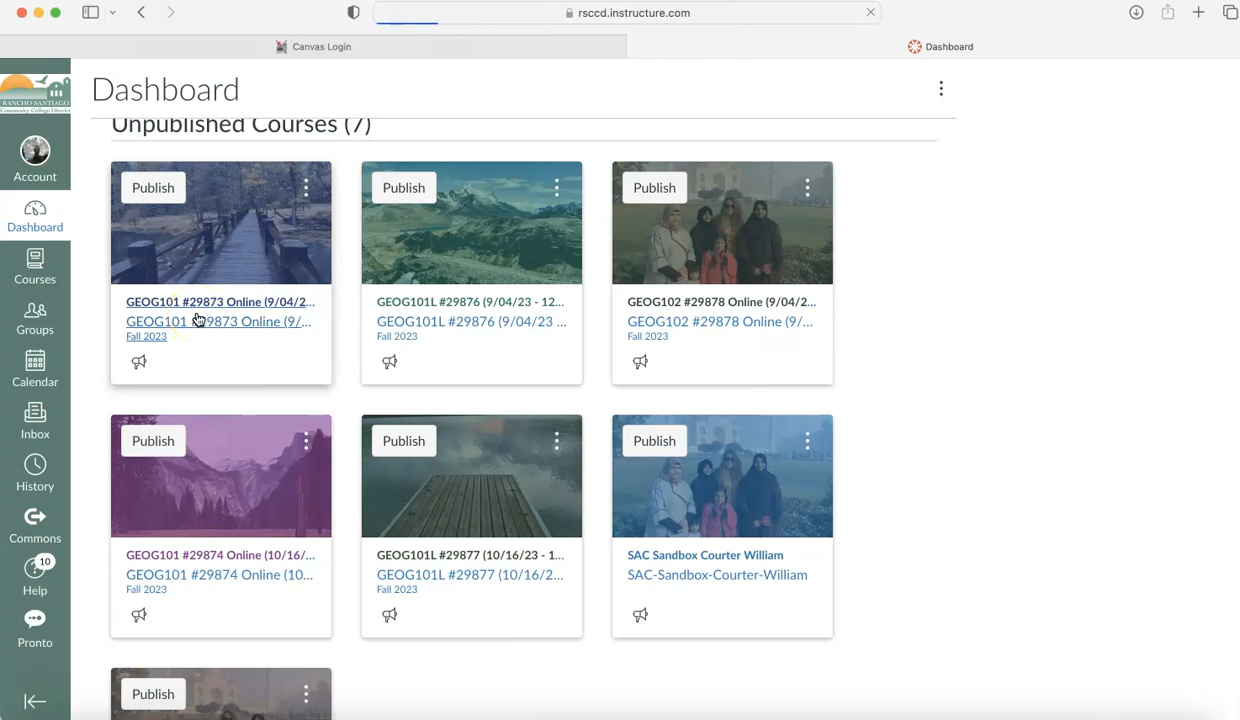 rsccd.instructure.com
Canvas Login
Dashboard
RANCHO SANTIAGO
Community College District
Dashboard
Unpublished Courses (7)
Account
Dashboard
Courses
Groups
Calendar
Inbox
History
Commons
10
Help
Pronto
Publish
GEOG101 #29873 Online (9/04/2...
GEOG101 #29873 Online (9/...
Fall 2023
Publish
GEOG101L #29876 (9/04/23 - 12...
GEOG101L #29876 (9/04/23 ...
Fall 2023
Publish
GEOG102 #29878 Online (9/04/2...
GEOG102 #29878 Online (9/...
Fall 2023
Publish
GEOG101 #29874 Online (10/16/...
GEOG101 #29874 Online (10...
Fall 2023
Publish
GEOG101L #29877 (10/16/23 - 1...
GEOG101L #29877 (10/16/2...
Fall 2023
Publish
SAC Sandbox Courter William
SAC-Sandbox-Courter-William
Publish